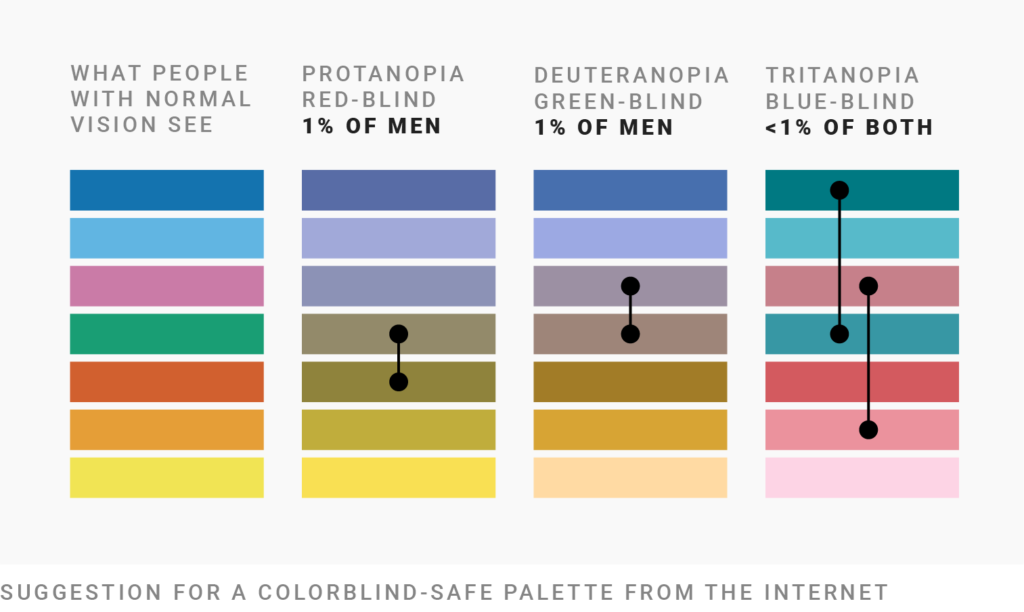 WHAT PEOPLE
WITH NORMAL
VISION SEE
PROTANOPIA
RED-BLIND
1% OF MEN
DEUTERANOPIA
GREEN-BLIND
1% OF MEN
TRITANOPIA
BLUE-BLIND
<1% OF BOTH
SUGGESTION FOR A COLORBLIND-SAFE PALETTE FROM THE INTERNET